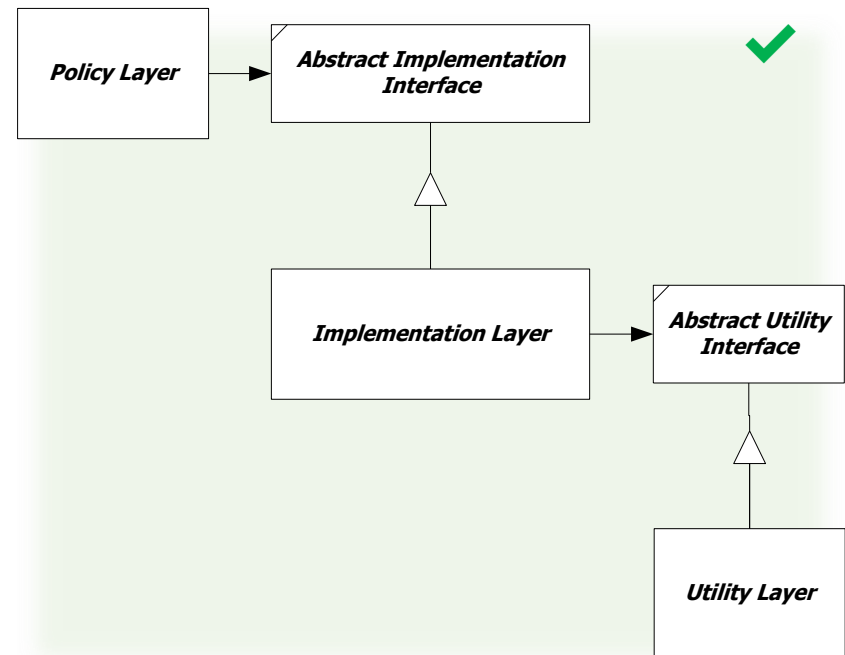 Policy Layer
Abstract Implementation
Interface
Implementation Layer
Abstract Utility
Interface
Utility Layer